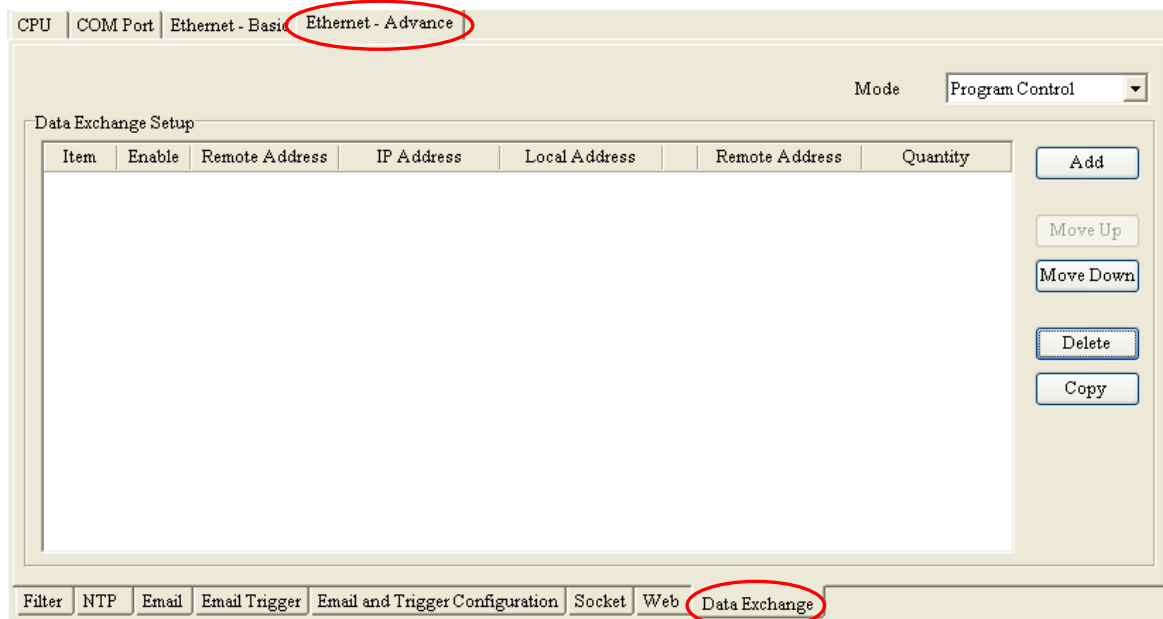 CPU COM Port Ethernet - Basic Ethernet - Advance
Mode Program Control
Data Exchange Setup
Item Enable Remote Address IP Address Local Address Remote Address Quantity
Add
Move Up
Move Down
Delete
Copy
Filter NTP Email Email Trigger Email and Trigger Configuration Socket Web Data Exchange